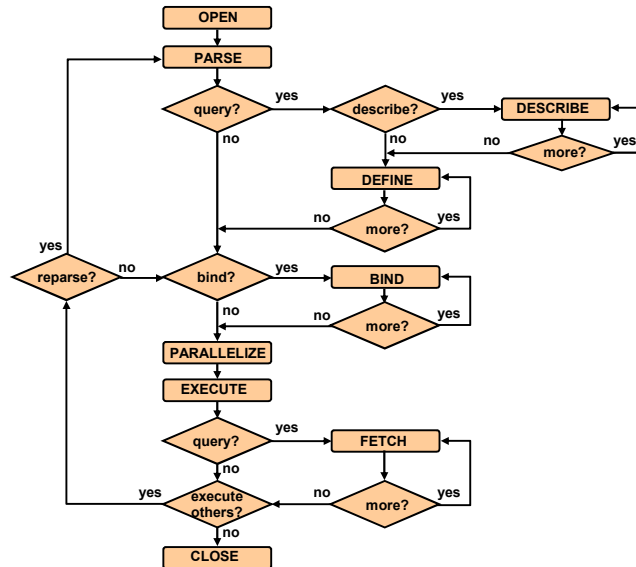 OPEN
PARSE
query?
yes
describe?
yes
DESCRIBE
no
no
no
more?
yes
DEFINE
no
more?
yes
yes
reparse?
no
bind?
yes
BIND
no
no
more?
yes
PARALLELIZE
EXECUTE
query?
yes
FETCH
no
yes
execute
others?
no
more?
yes
no
CLOSE